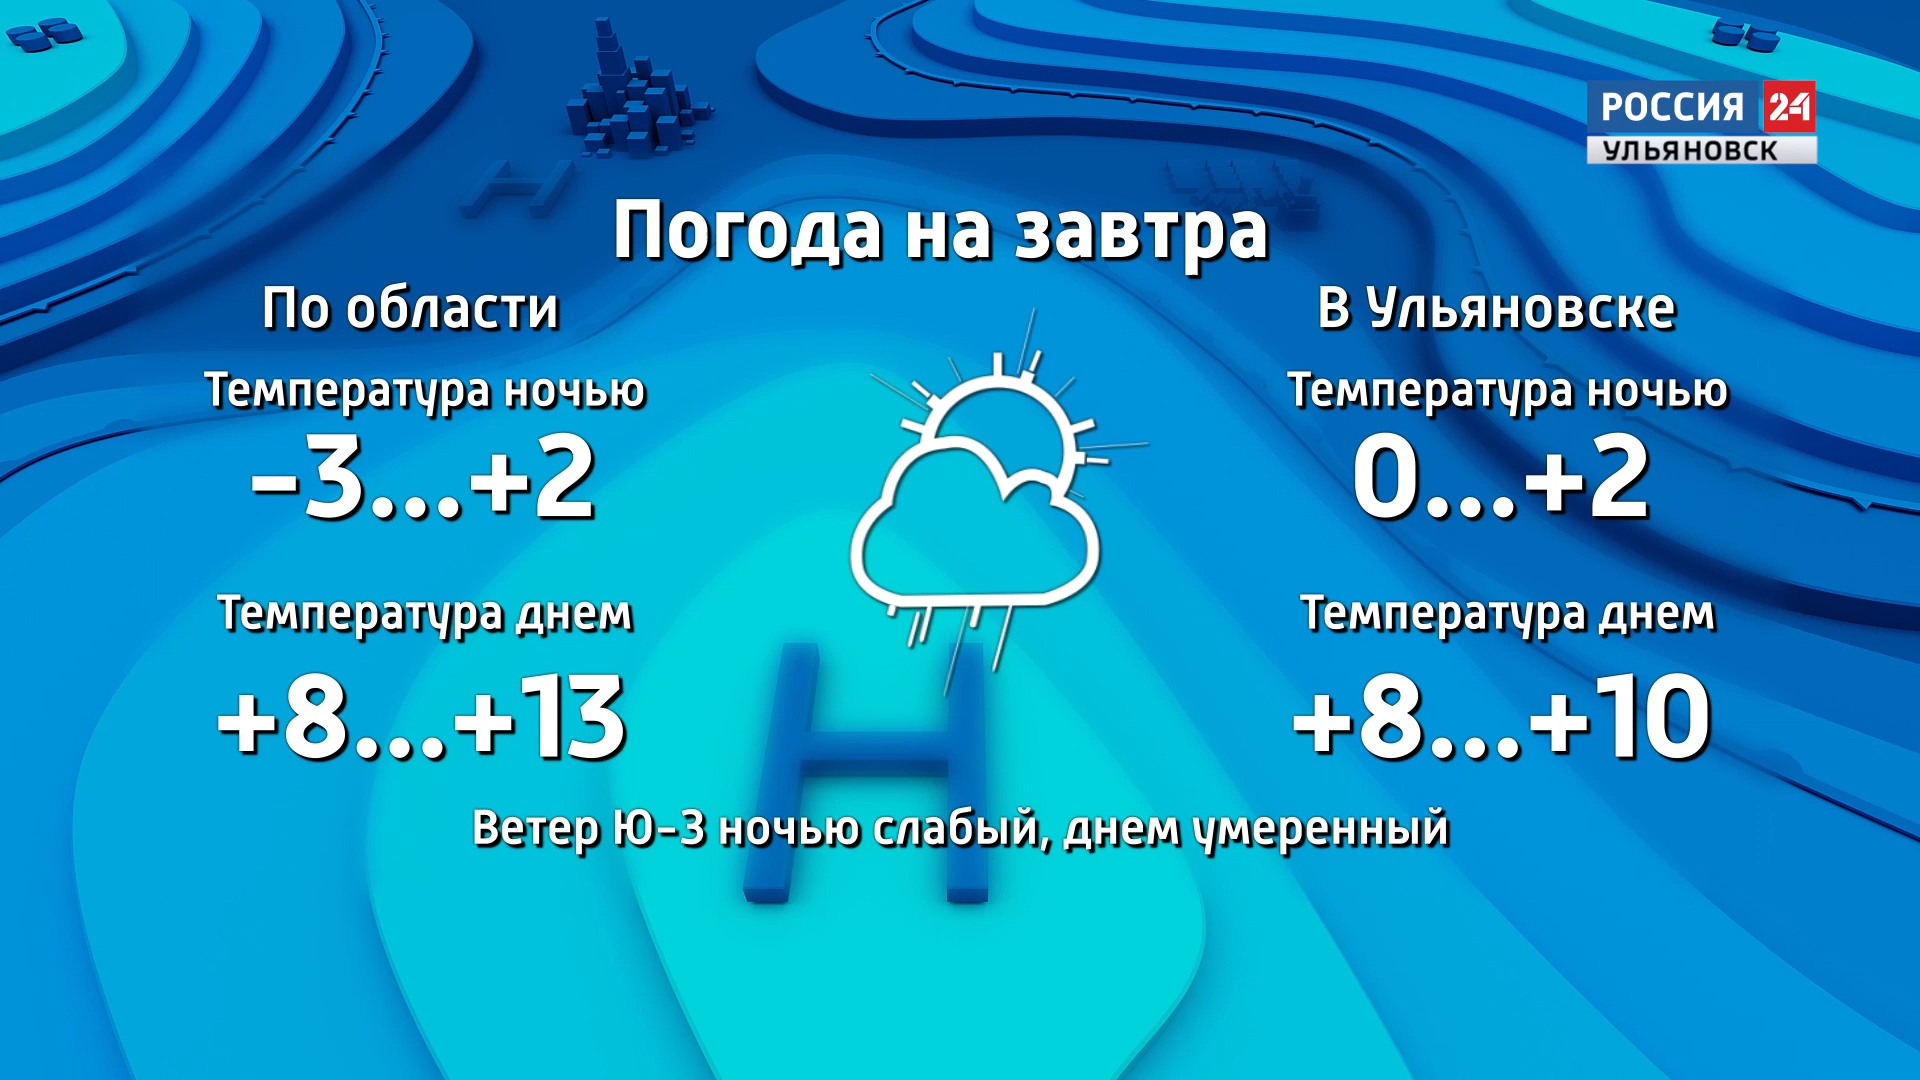 РОССИЯ 24
УЛЬЯНОВСК
Погода на завтра
По области
Температура ночью
-3...+2
Температура днем
+8...+13
В Ульяновске
Температура ночью
0...+2
Температура днем
+8...+10
Ветер Ю-З ночью слабый, днем умеренный